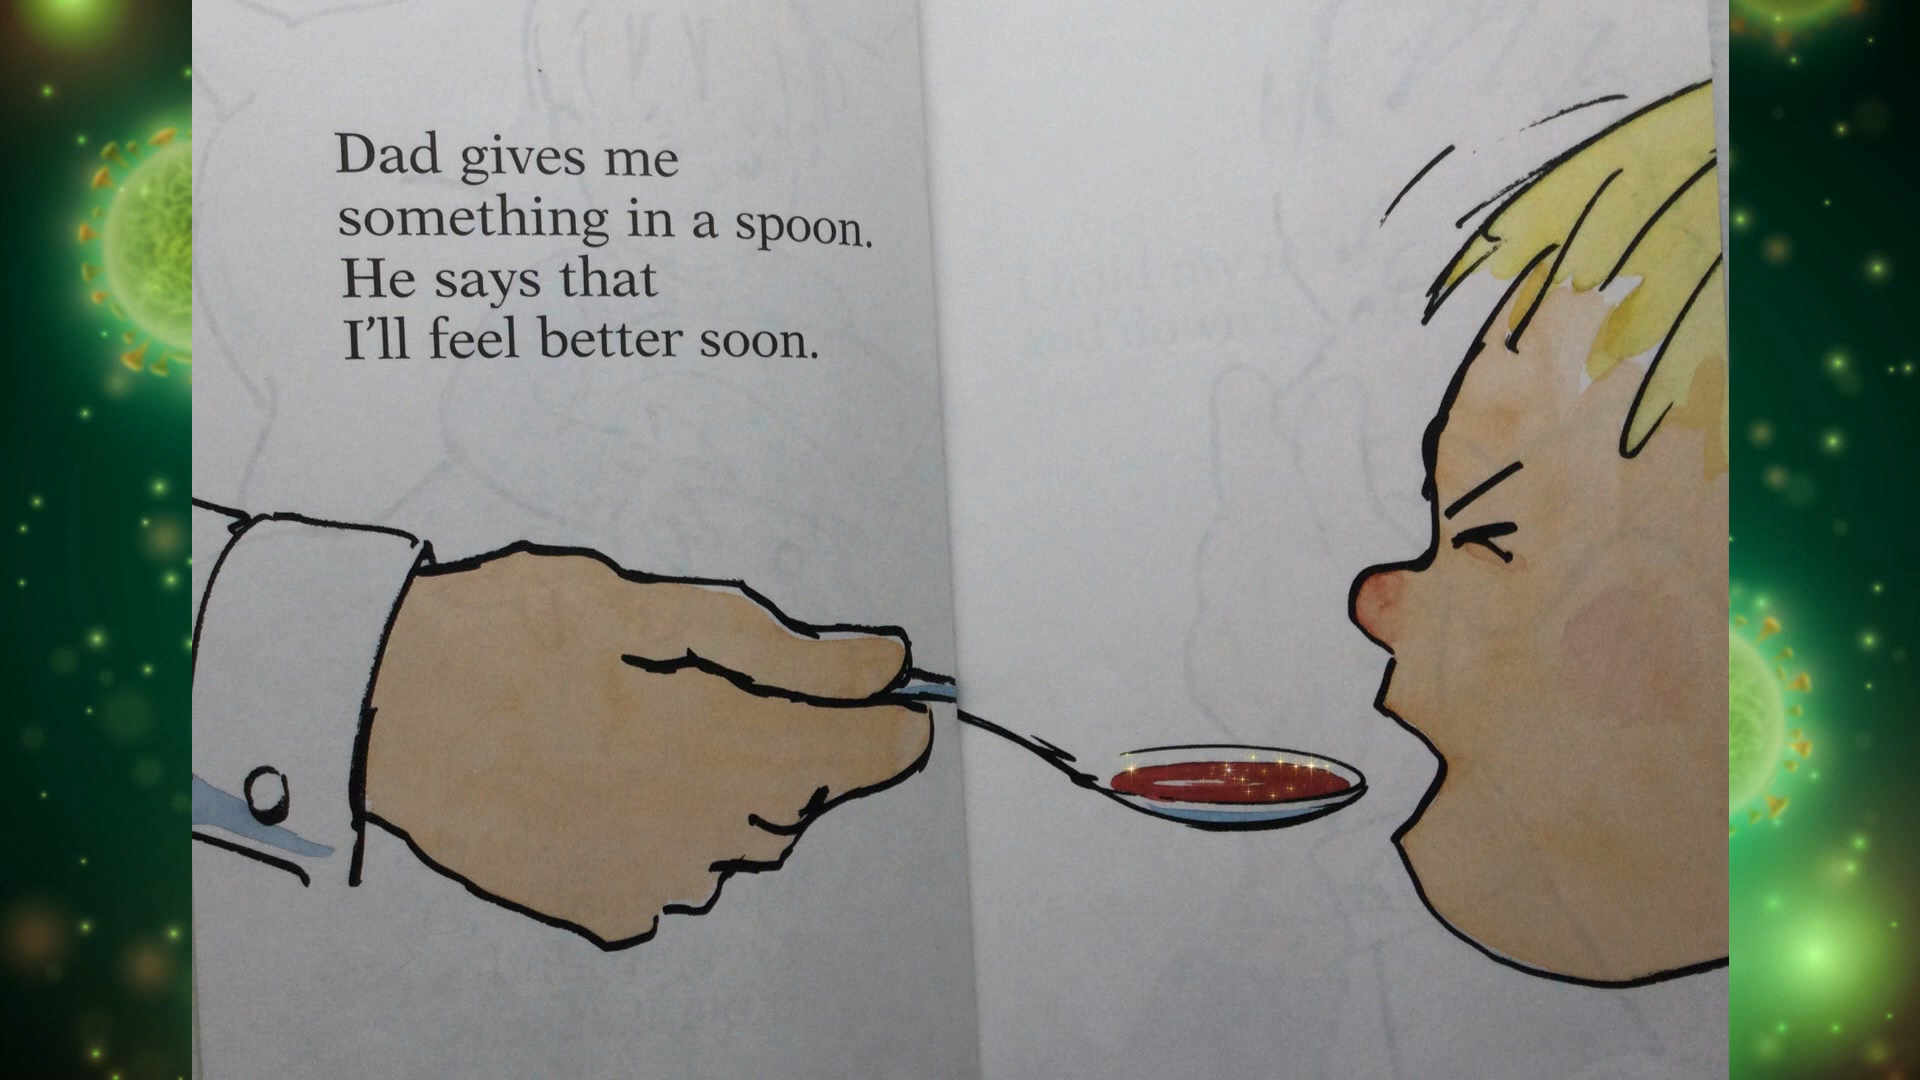 Dad gives me
something in a spoon.
He says that
I'll feel better soon.